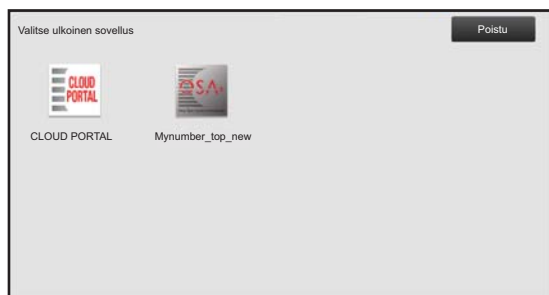 Valitse ulkoinen sovellus
Poistu
CLOUD
PORTAL
OSA
CLOUD PORTAL
Mynumber_top_new